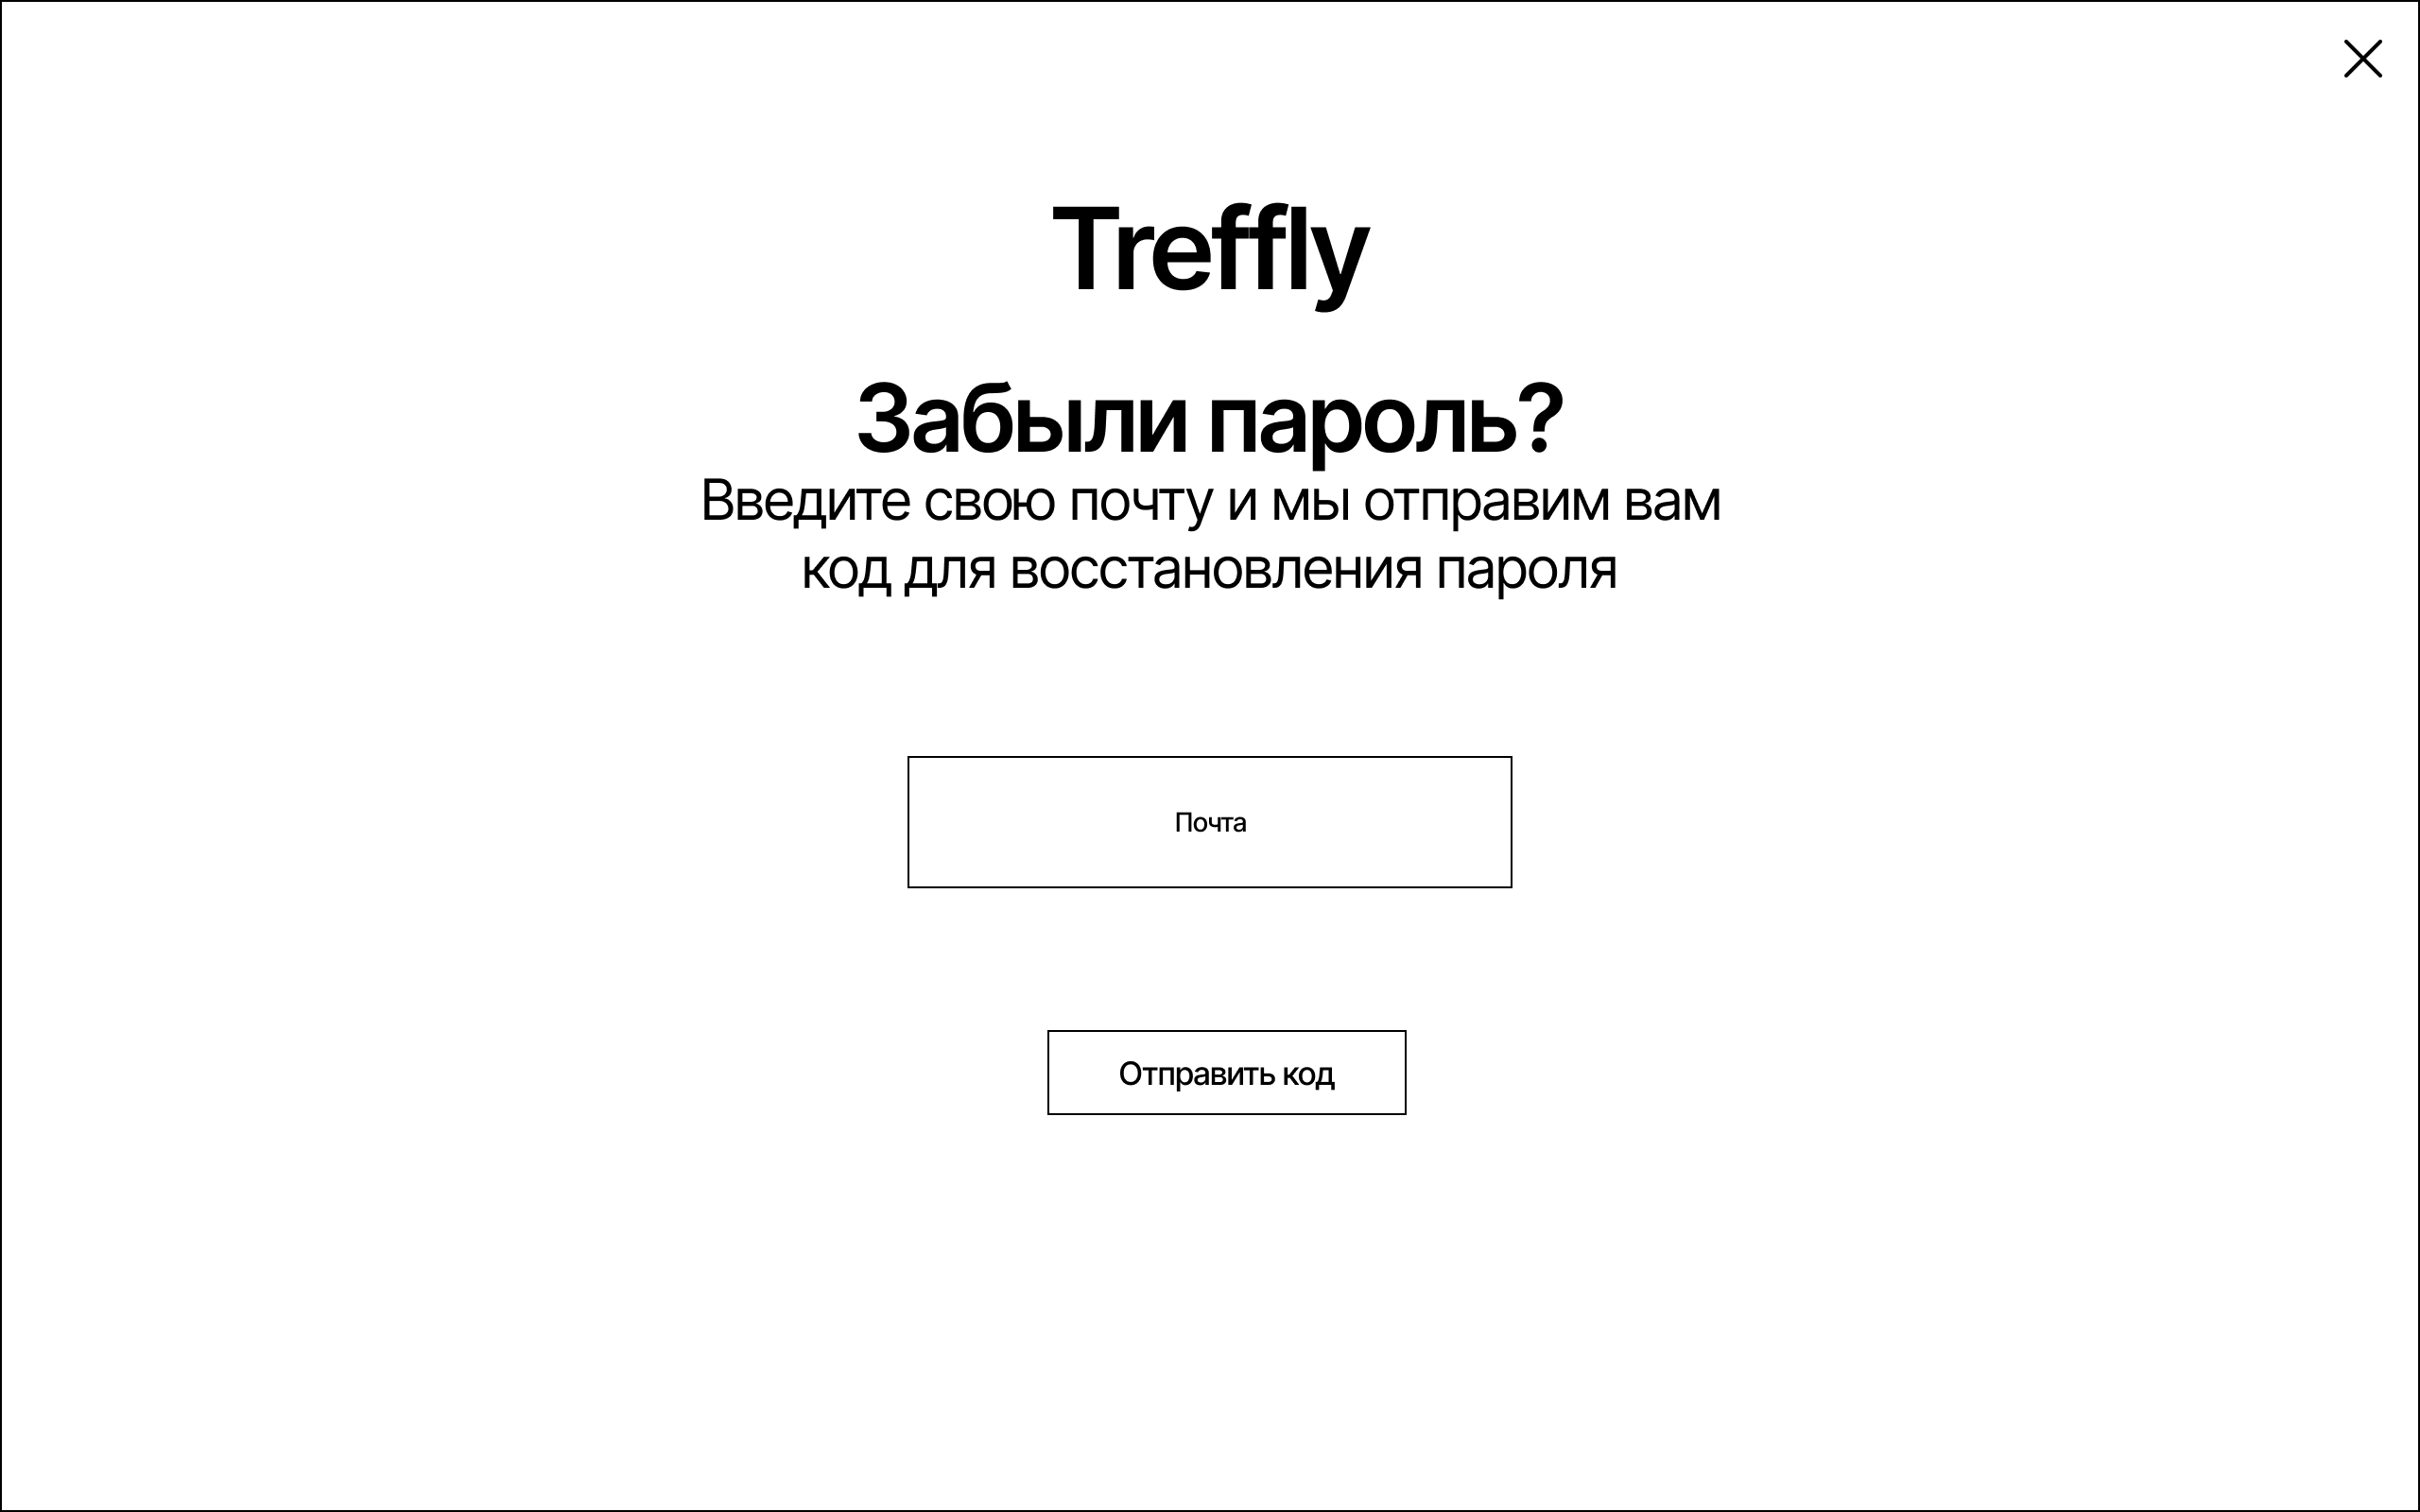 Treffly
Забыли пароль?
Введите свою почту и мы отправим вам
код для восстановления пароля
Почта
Отправить код